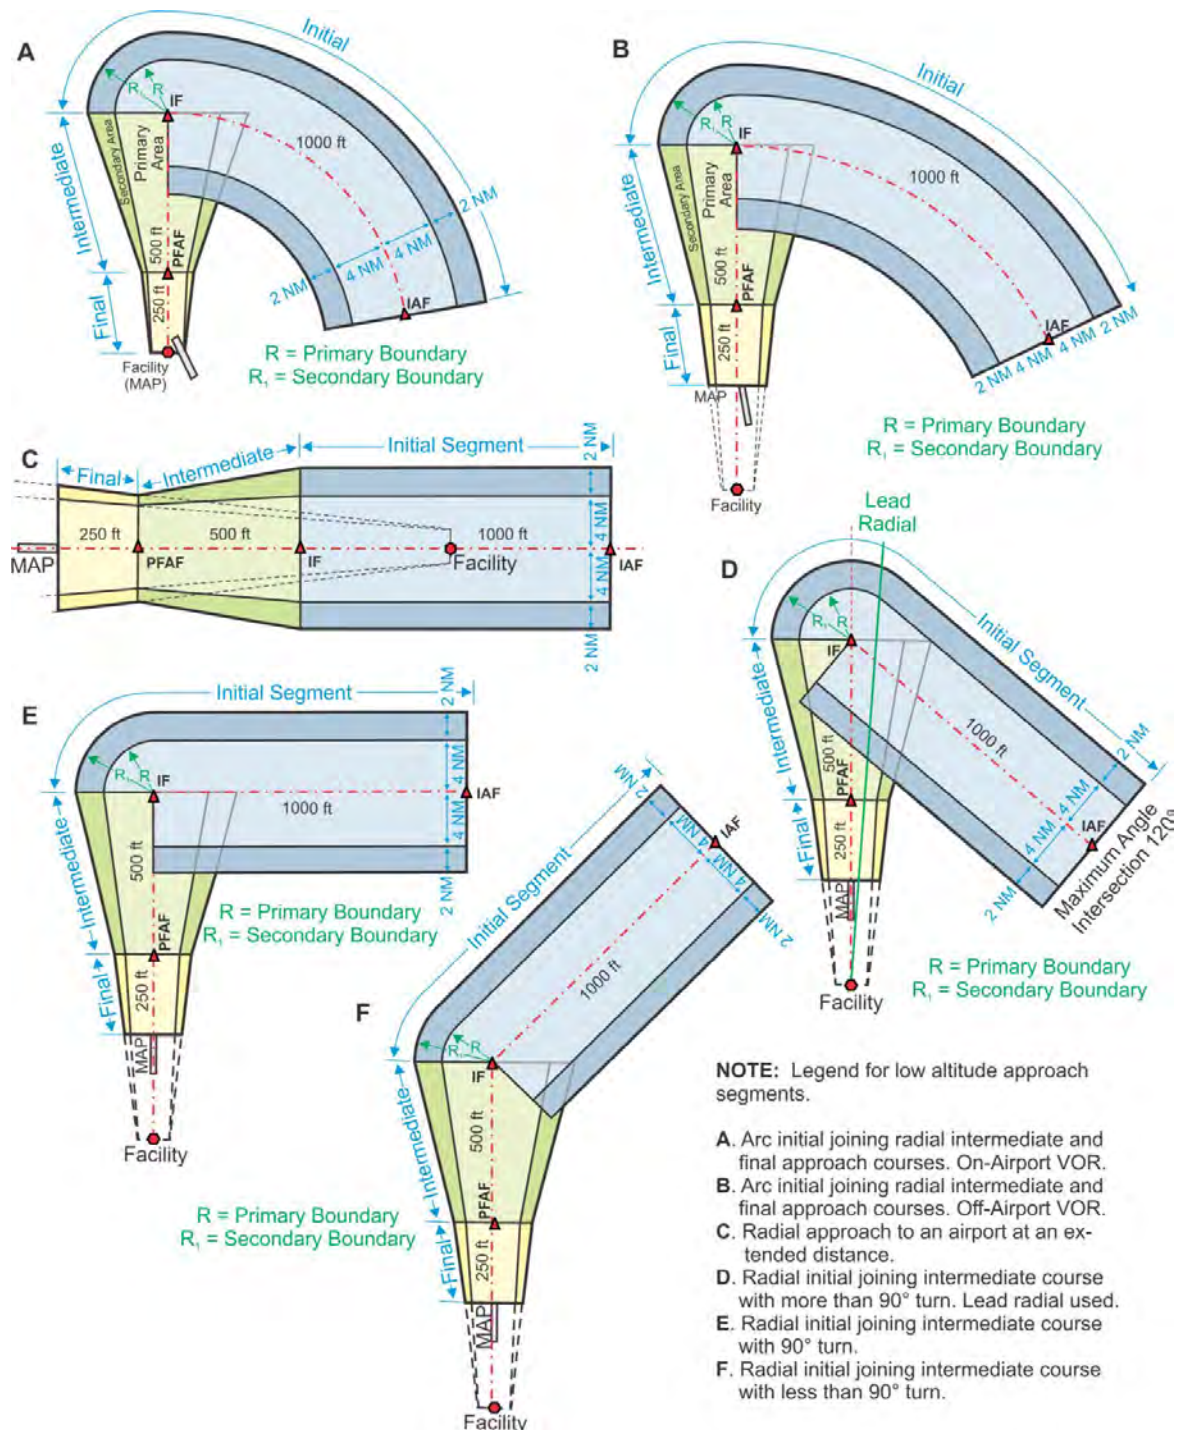 A
Initial
R₁
R
IF
Secondary Area
Primary
Area
1000 ft
Intermediate
500 ft
PFAF
2 NM
4 NM
4 NM
2 NM
IAF
Final
250 ft
Facility
(MAP)
R = Primary Boundary
R₁ = Secondary Boundary
B
Initial
R₁
R
IF
Secondary Area
Primary
Area
1000 ft
Intermediate
500 ft
PFAF
IAF
2 NM
4 NM
4 NM
2 NM
Final
250 ft
MAP
Facility
R = Primary Boundary
R₁ = Secondary Boundary
C
Final
Intermediate
Initial Segment
2 NM
4 NM
250 ft
500 ft
1000 ft
MAP
PFAF
IF
Facility
IAF
4 NM
2 NM
Lead
Radial
D
R₁
R
IF
Initial Segment
Intermediate
1000 ft
500 ft
PFAF
2 NM
4 NM
4 NM
2 NM
IAF
Final
250 ft
MAP
Maximum Angle
Intersection 120º
Facility
R = Primary Boundary
R₁ = Secondary Boundary
E
Initial Segment
2 NM
R₁
R
IF
4 NM
IAF
1000 ft
4 NM
2 NM
Intermediate
500 ft
PFAF
R = Primary Boundary
R₁ = Secondary Boundary
Final
250 ft
MAP
Facility
F
Initial Segment
2 NM
4 NM
IAF
4 NM
2 NM
1000 ft
R₁
R
IF
Intermediate
500 ft
PFAF
R = Primary Boundary
R₁ = Secondary Boundary
Final
250 ft
MAP
Facility
NOTE: Legend for low altitude approach
segments.
A. Arc initial joining radial intermediate and
final approach courses. On-Airport VOR.
B. Arc initial joining radial intermediate and
final approach courses. Off-Airport VOR.
C. Radial approach to an airport at an ex-
tended distance.
D. Radial initial joining intermediate course
with more than 90° turn. Lead radial used.
E. Radial initial joining intermediate course
with 90° turn.
F. Radial initial joining intermediate course
with less than 90° turn.